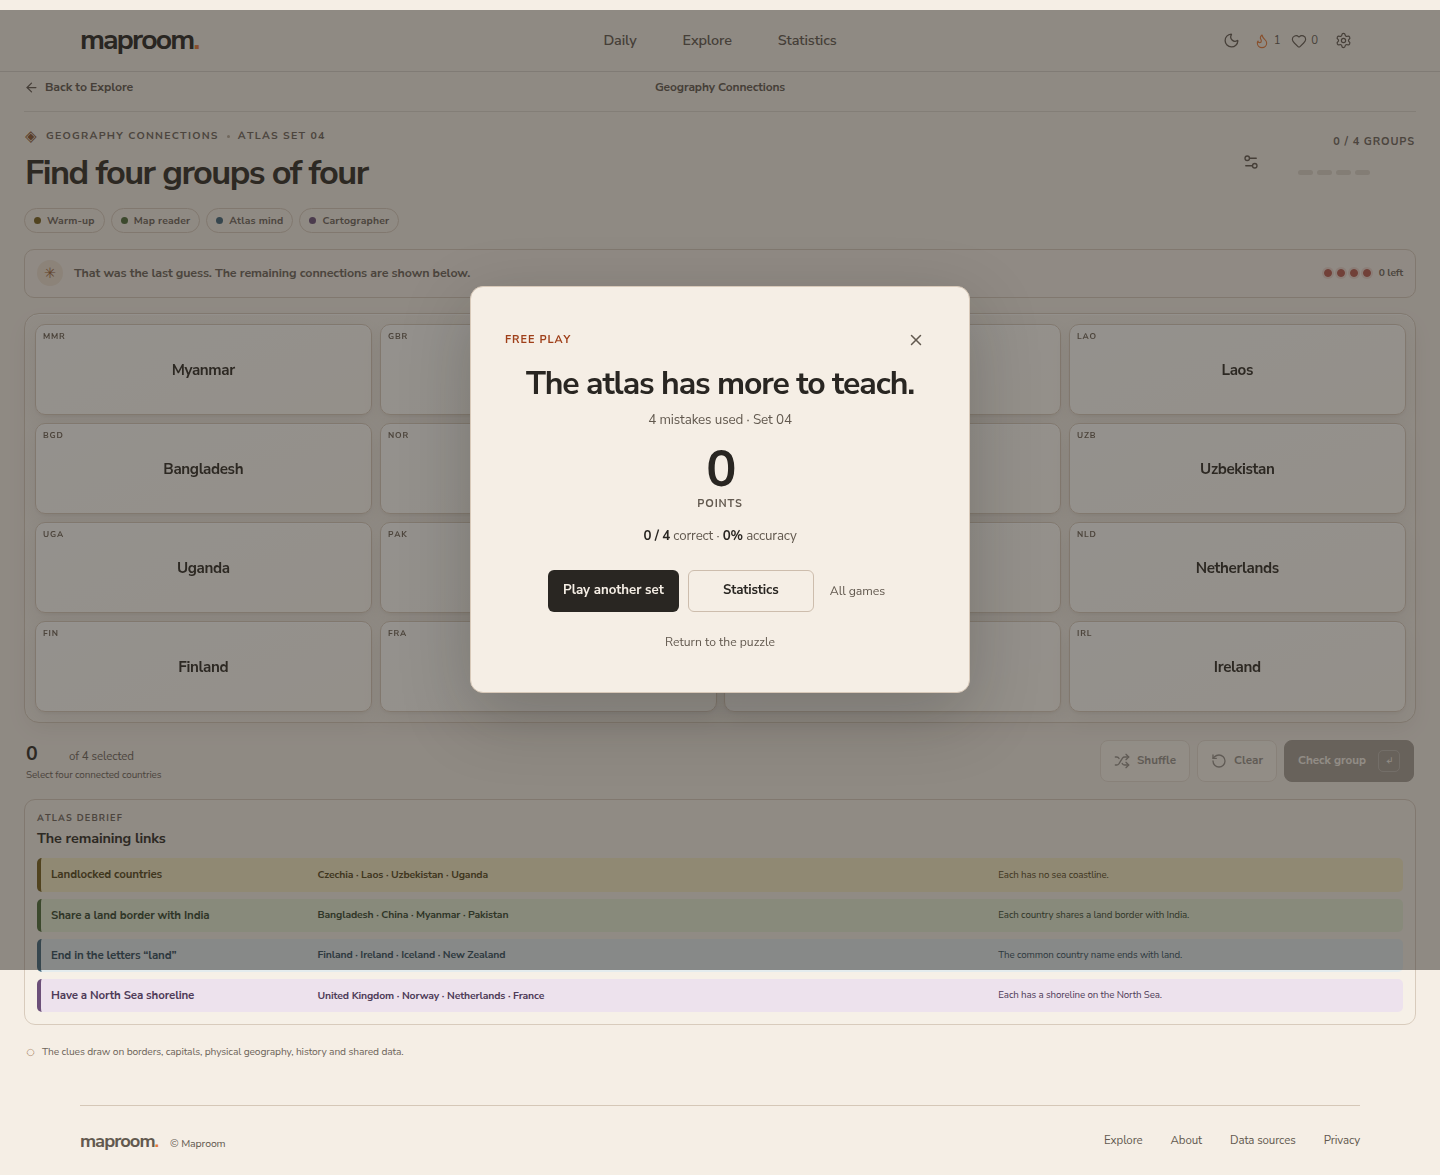 maproom.
Daily Explore Statistics
1 0
Back to Explore
Geography Connections
GEOGRAPHY CONNECTIONS • ATLAS SET 04
0 / 4 GROUPS
Find four groups of four
Warm-up Map reader Atlas mind Cartographer
That was the last guess. The remaining connections are shown below.
0 left
MMR
Myanmar
GBR
LAO
Laos
BGD
Bangladesh
NOR
UZB
Uzbekistan
UGA
Uganda
PAK
NLD
Netherlands
FIN
Finland
FRA
IRL
Ireland
FREE PLAY
The atlas has more to teach.
4 mistakes used · Set 04
0
POINTS
0 / 4 correct · 0% accuracy
Play another set Statistics All games
Return to the puzzle
0 of 4 selected
Select four connected countries
Shuffle Clear Check group
ATLAS DEBRIEF
The remaining links
Landlocked countries Czechia · Laos · Uzbekistan · Uganda Each has no sea coastline.
Share a land border with India Bangladesh · China · Myanmar · Pakistan Each country shares a land border with India.
End in the letters “land” Finland · Ireland · Iceland · New Zealand The common country name ends with land.
Have a North Sea shoreline United Kingdom · Norway · Netherlands · France Each has a shoreline on the North Sea.
The clues draw on borders, capitals, physical geography, history and shared data.
maproom. © Maproom
Explore About Data sources Privacy